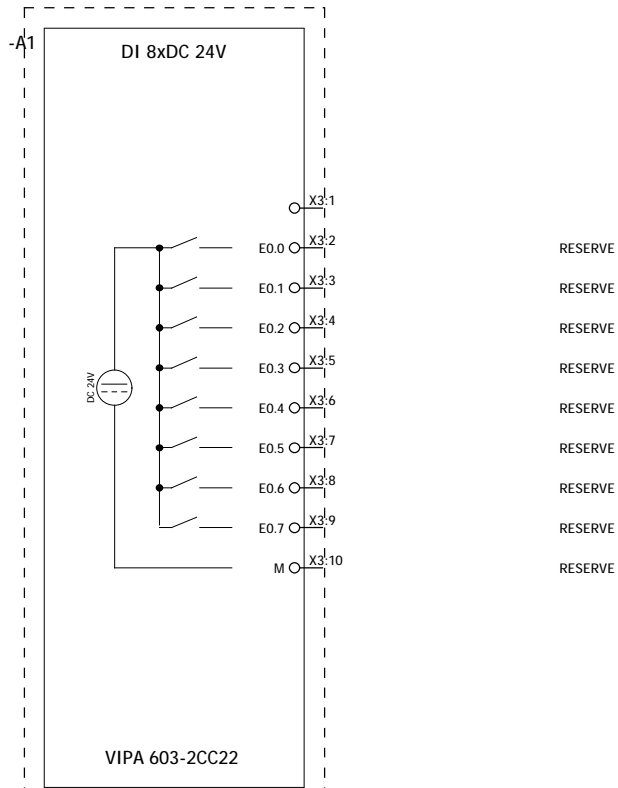 -A1
DI 8xDC 24V
X3:1
E0.0 X3:2 RESERVE
E0.1 X3:3 RESERVE
E0.2 X3:4 RESERVE
E0.3 X3:5 RESERVE
DC 24V
E0.4 X3:6 RESERVE
E0.5 X3:7 RESERVE
E0.6 X3:8 RESERVE
E0.7 X3:9 RESERVE
M X3:10 RESERVE
VIPA 603-2CC22